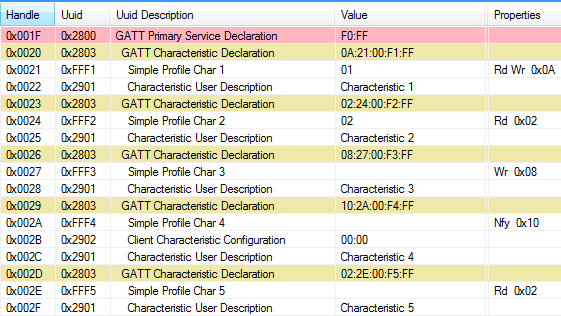 Handle Uuid Uuid Description Value Properties
0x001F 0x2800 GATT Primary Service Declaration F0:FF
0x0020 0x2803 GATT Characteristic Declaration 0A:21:00:F1:FF
0x0021 0xFFF1 Simple Profile Char 1 01 Rd Wr 0x0A
0x0022 0x2901 Characteristic User Description Characteristic 1
0x0023 0x2803 GATT Characteristic Declaration 02:24:00:F2:FF
0x0024 0xFFF2 Simple Profile Char 2 02 Rd 0x02
0x0025 0x2901 Characteristic User Description Characteristic 2
0x0026 0x2803 GATT Characteristic Declaration 08:27:00:F3:FF
0x0027 0xFFF3 Simple Profile Char 3 Wr 0x08
0x0028 0x2901 Characteristic User Description Characteristic 3
0x0029 0x2803 GATT Characteristic Declaration 10:2A:00:F4:FF
0x002A 0xFFF4 Simple Profile Char 4 Nfy 0x10
0x002B 0x2902 Client Characteristic Configuration 00:00
0x002C 0x2901 Characteristic User Description Characteristic 4
0x002D 0x2803 GATT Characteristic Declaration 02:2E:00:F5:FF
0x002E 0xFFF5 Simple Profile Char 5 Rd 0x02
0x002F 0x2901 Characteristic User Description Characteristic 5